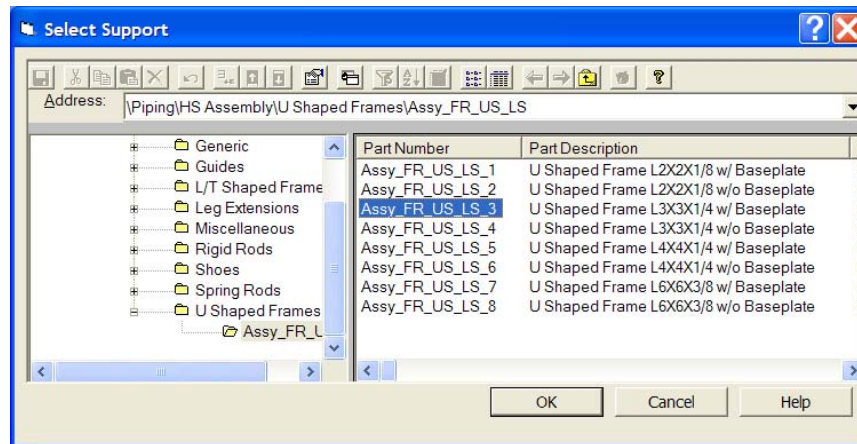 Select Support
Address: \Piping\HS Assembly\U Shaped Frames\Assy_FR_US_LS
Generic
Guides
L/T Shaped Frame
Leg Extensions
Miscellaneous
Rigid Rods
Shoes
Spring Rods
U Shaped Frames
Assy_FR_U
Part Number Part Description
Assy_FR_US_LS_1 U Shaped Frame L2X2X1/8 w/ Baseplate
Assy_FR_US_LS_2 U Shaped Frame L2X2X1/8 w/o Baseplate
Assy_FR_US_LS_3 U Shaped Frame L3X3X1/4 w/ Baseplate
Assy_FR_US_LS_4 U Shaped Frame L3X3X1/4 w/o Baseplate
Assy_FR_US_LS_5 U Shaped Frame L4X4X1/4 w/ Baseplate
Assy_FR_US_LS_6 U Shaped Frame L4X4X1/4 w/o Baseplate
Assy_FR_US_LS_7 U Shaped Frame L6X6X3/8 w/ Baseplate
Assy_FR_US_LS_8 U Shaped Frame L6X6X3/8 w/o Baseplate
OK Cancel Help